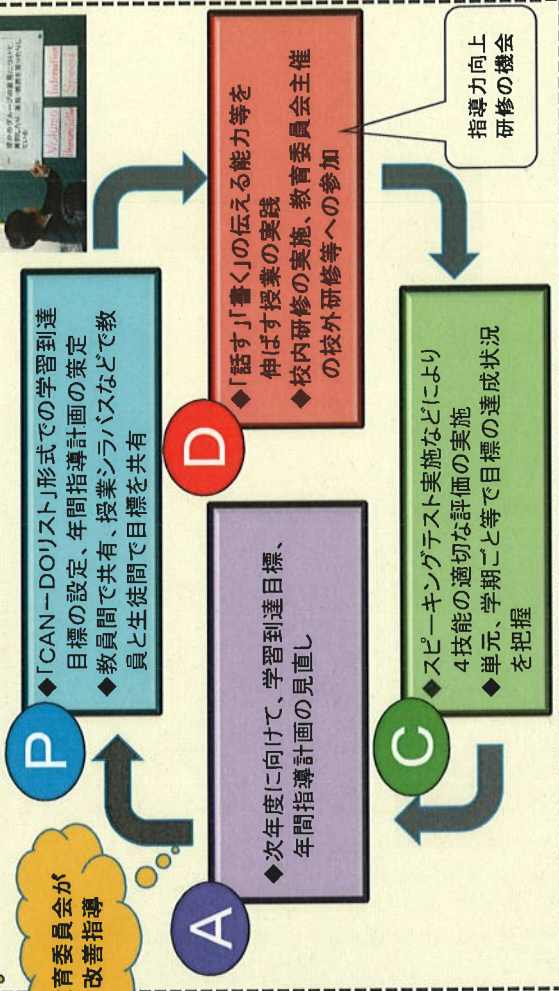 P
◆「CAN－DOリスト」形式での学習到達
目標の設定、年間指導計画の策定
◆教員間で共有、授業シラバスなどで教
員と生徒間で目標を共有
D
◆「話す」「書く」の伝える能力等を
伸ばす授業の実践
◆校内研修の実施、教育委員会主催
の校外研修等への参加
指導力向上
研修の機会
C
◆スピーキングテスト実施などにより
4技能の適切な評価の実施
◆単元、学期ごと等で目標の達成状況
を把握
A
◆次年度に向けて、学習到達目標、
年間指導計画の見直し
育委員会が
改善指導